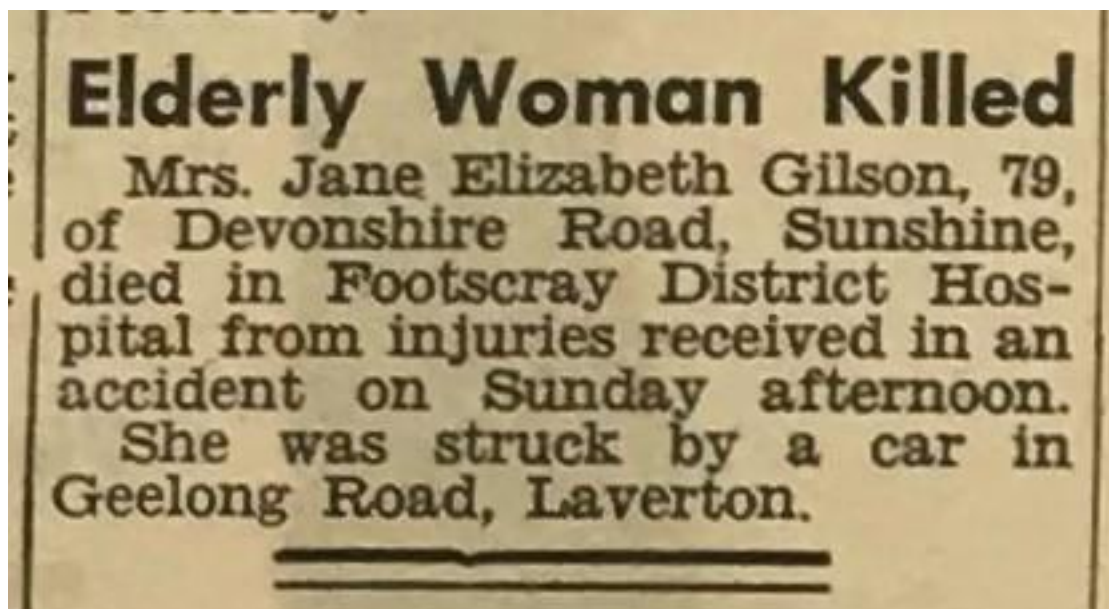 Elderly Woman Killed
Mrs. Jane Elizabeth Gilson, 79,
of Devonshire Road, Sunshine,
died in Footscray District Hos-
pital from injuries received in an
accident on Sunday afternoon.
She was struck by a car in
Geelong Road, Laverton.